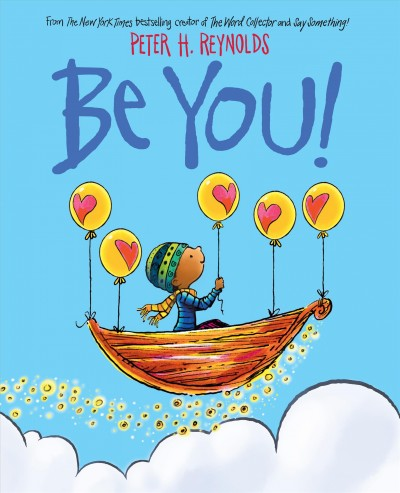 From The New York Times bestselling creator of The Word Collector and Say Something!
PETER H. REYNOLDS
BE YOU!